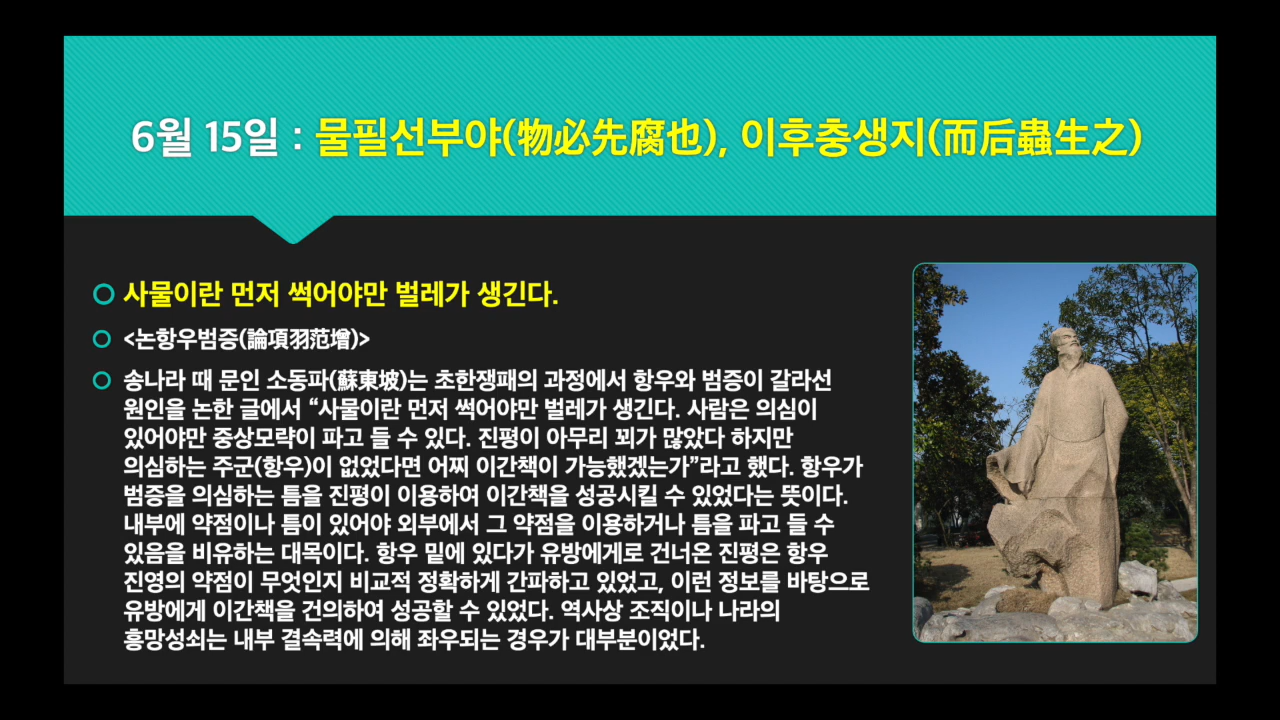 6월 15일 : 물필선부야(物必先腐也), 이후충생지(而后蟲生之)
사물이란 먼저 썩어야만 벌레가 생긴다.
<논항우범증(論項羽范增)>
송나라 때 문인 소동파(蘇東坡)는 초한쟁패의 과정에서 항우와 범증이 갈라선
원인을 논한 글에서 “사물이란 먼저 썩어야만 벌레가 생긴다. 사람은 의심이
있어야만 중상모략이 파고 들 수 있다. 진평이 아무리 꾀가 많았다 하지만
의심하는 주군(항우)이 없었다면 어찌 이간책이 가능했겠는가”라고 했다. 항우가
범증을 의심하는 틈을 진평이 이용하여 이간책을 성공시킬 수 있었다는 뜻이다.
내부에 약점이나 틈이 있어야 외부에서 그 약점을 이용하거나 틈을 파고 들 수
있음을 비유하는 대목이다. 항우 밑에 있다가 유방에게로 건너온 진평은 항우
진영의 약점이 무엇인지 비교적 정확하게 간파하고 있었고, 이런 정보를 바탕으로
유방에게 이간책을 건의하여 성공할 수 있었다. 역사상 조직이나 나라의
흥망성쇠는 내부 결속력에 의해 좌우되는 경우가 대부분이었다.